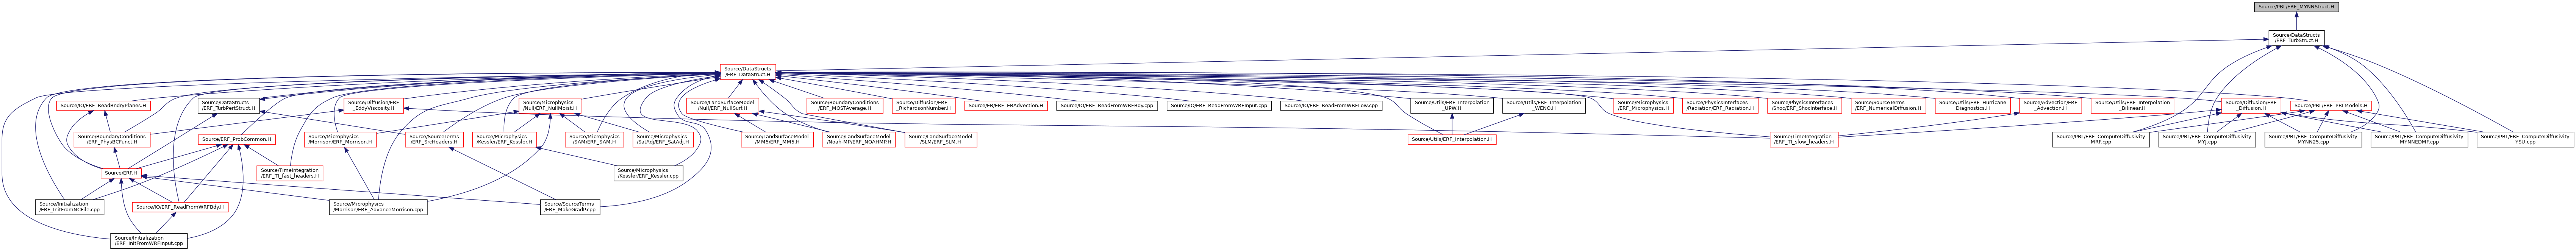 Source/PBL/ERF_MYNNStruct.H
Source/DataStructs
/ERF_TurbStruct.H
Source/DataStructs
/ERF_DataStruct.H
Source/IO/ERF_ReadBndryPlanes.H
Source/DataStructs
/ERF_TurbPertStruct.H
Source/Diffusion/ERF
_EddyViscosity.H
Source/Microphysics
/Null/ERF_NullMoist.H
Source/LandSurfaceModel
/Null/ERF_NullSurf.H
Source/BoundaryConditions
/ERF_MOSTAverage.H
Source/Diffusion/ERF
_RichardsonNumber.H
Source/EB/ERF_EBAdvection.H
Source/IO/ERF_ReadFromWRFBdy.cpp
Source/IO/ERF_ReadFromWRFInput.cpp
Source/IO/ERF_ReadFromWRFLow.cpp
Source/Utils/ERF_Interpolation
_UPW.H
Source/Utils/ERF_Interpolation
_WENO.H
Source/Microphysics
/ERF_Microphysics.H
Source/PhysicsInterfaces
/Radiation/ERF_Radiation.H
Source/PhysicsInterfaces
/Shoc/ERF_ShocInterface.H
Source/SourceTerms
/ERF_NumericalDiffusion.H
Source/Utils/ERF_Hurricane
Diagnostics.H
Source/Advection/ERF
_Advection.H
Source/Utils/ERF_Interpolation
_Bilinear.H
Source/Diffusion/ERF
_Diffusion.H
Source/PBL/ERF_PBLModels.H
Source/BoundaryConditions
/ERF_PhysBCFunct.H
Source/ERF_ProbCommon.H
Source/Microphysics
/Morrison/ERF_Morrison.H
Source/SourceTerms
/ERF_SrcHeaders.H
Source/Microphysics
/Kessler/ERF_Kessler.H
Source/Microphysics
/SAM/ERF_SAM.H
Source/Microphysics
/SatAdj/ERF_SatAdj.H
Source/LandSurfaceModel
/MM5/ERF_MM5.H
Source/LandSurfaceModel
/Noah-MP/ERF_NOAHMP.H
Source/LandSurfaceModel
/SLM/ERF_SLM.H
Source/Utils/ERF_Interpolation.H
Source/TimeIntegration
/ERF_TI_slow_headers.H
Source/PBL/ERF_ComputeDiffusivity
MRF.cpp
Source/PBL/ERF_ComputeDiffusivity
MYJ.cpp
Source/PBL/ERF_ComputeDiffusivity
MYNN25.cpp
Source/PBL/ERF_ComputeDiffusivity
MYNNEDMF.cpp
Source/PBL/ERF_ComputeDiffusivity
YSU.cpp
Source/ERF.H
Source/TimeIntegration
/ERF_TI_fast_headers.H
Source/Microphysics
/Kessler/ERF_Kessler.cpp
Source/Initialization
/ERF_InitFromNCFile.cpp
Source/IO/ERF_ReadFromWRFBdy.H
Source/Microphysics
/Morrison/ERF_AdvanceMorrison.cpp
Source/SourceTerms
/ERF_MakeGradP.cpp
Source/Initialization
/ERF_InitFromWRFInput.cpp